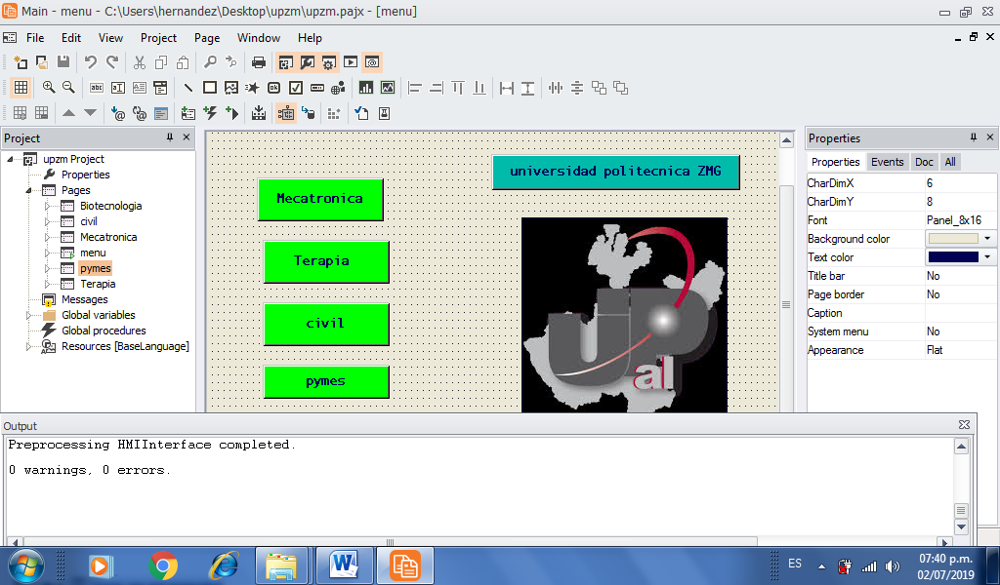 Main - menu - C:\Users\hernandez\Desktop\upzm\upzm.pajx - [menu]
File Edit View Project Page Window Help
Project
upzm Project
Properties
Pages
Biotecnologia
civil
Mecatronica
menu
pymes
Terapia
Messages
Global variables
Global procedures
Resources [BaseLanguage]
universidad politecnica ZMG
Mecatronica
Terapia
civil
pymes
al
Properties
Properties Events Doc All
CharDimX 6
CharDimY 8
Font Panel_8x16
Background color
Text color
Title bar No
Page border No
Caption
System menu No
Appearance Flat
Output
Preprocessing HMIInterface completed.
0 warnings, 0 errors.
ES
07:40 p.m.
02/07/2019